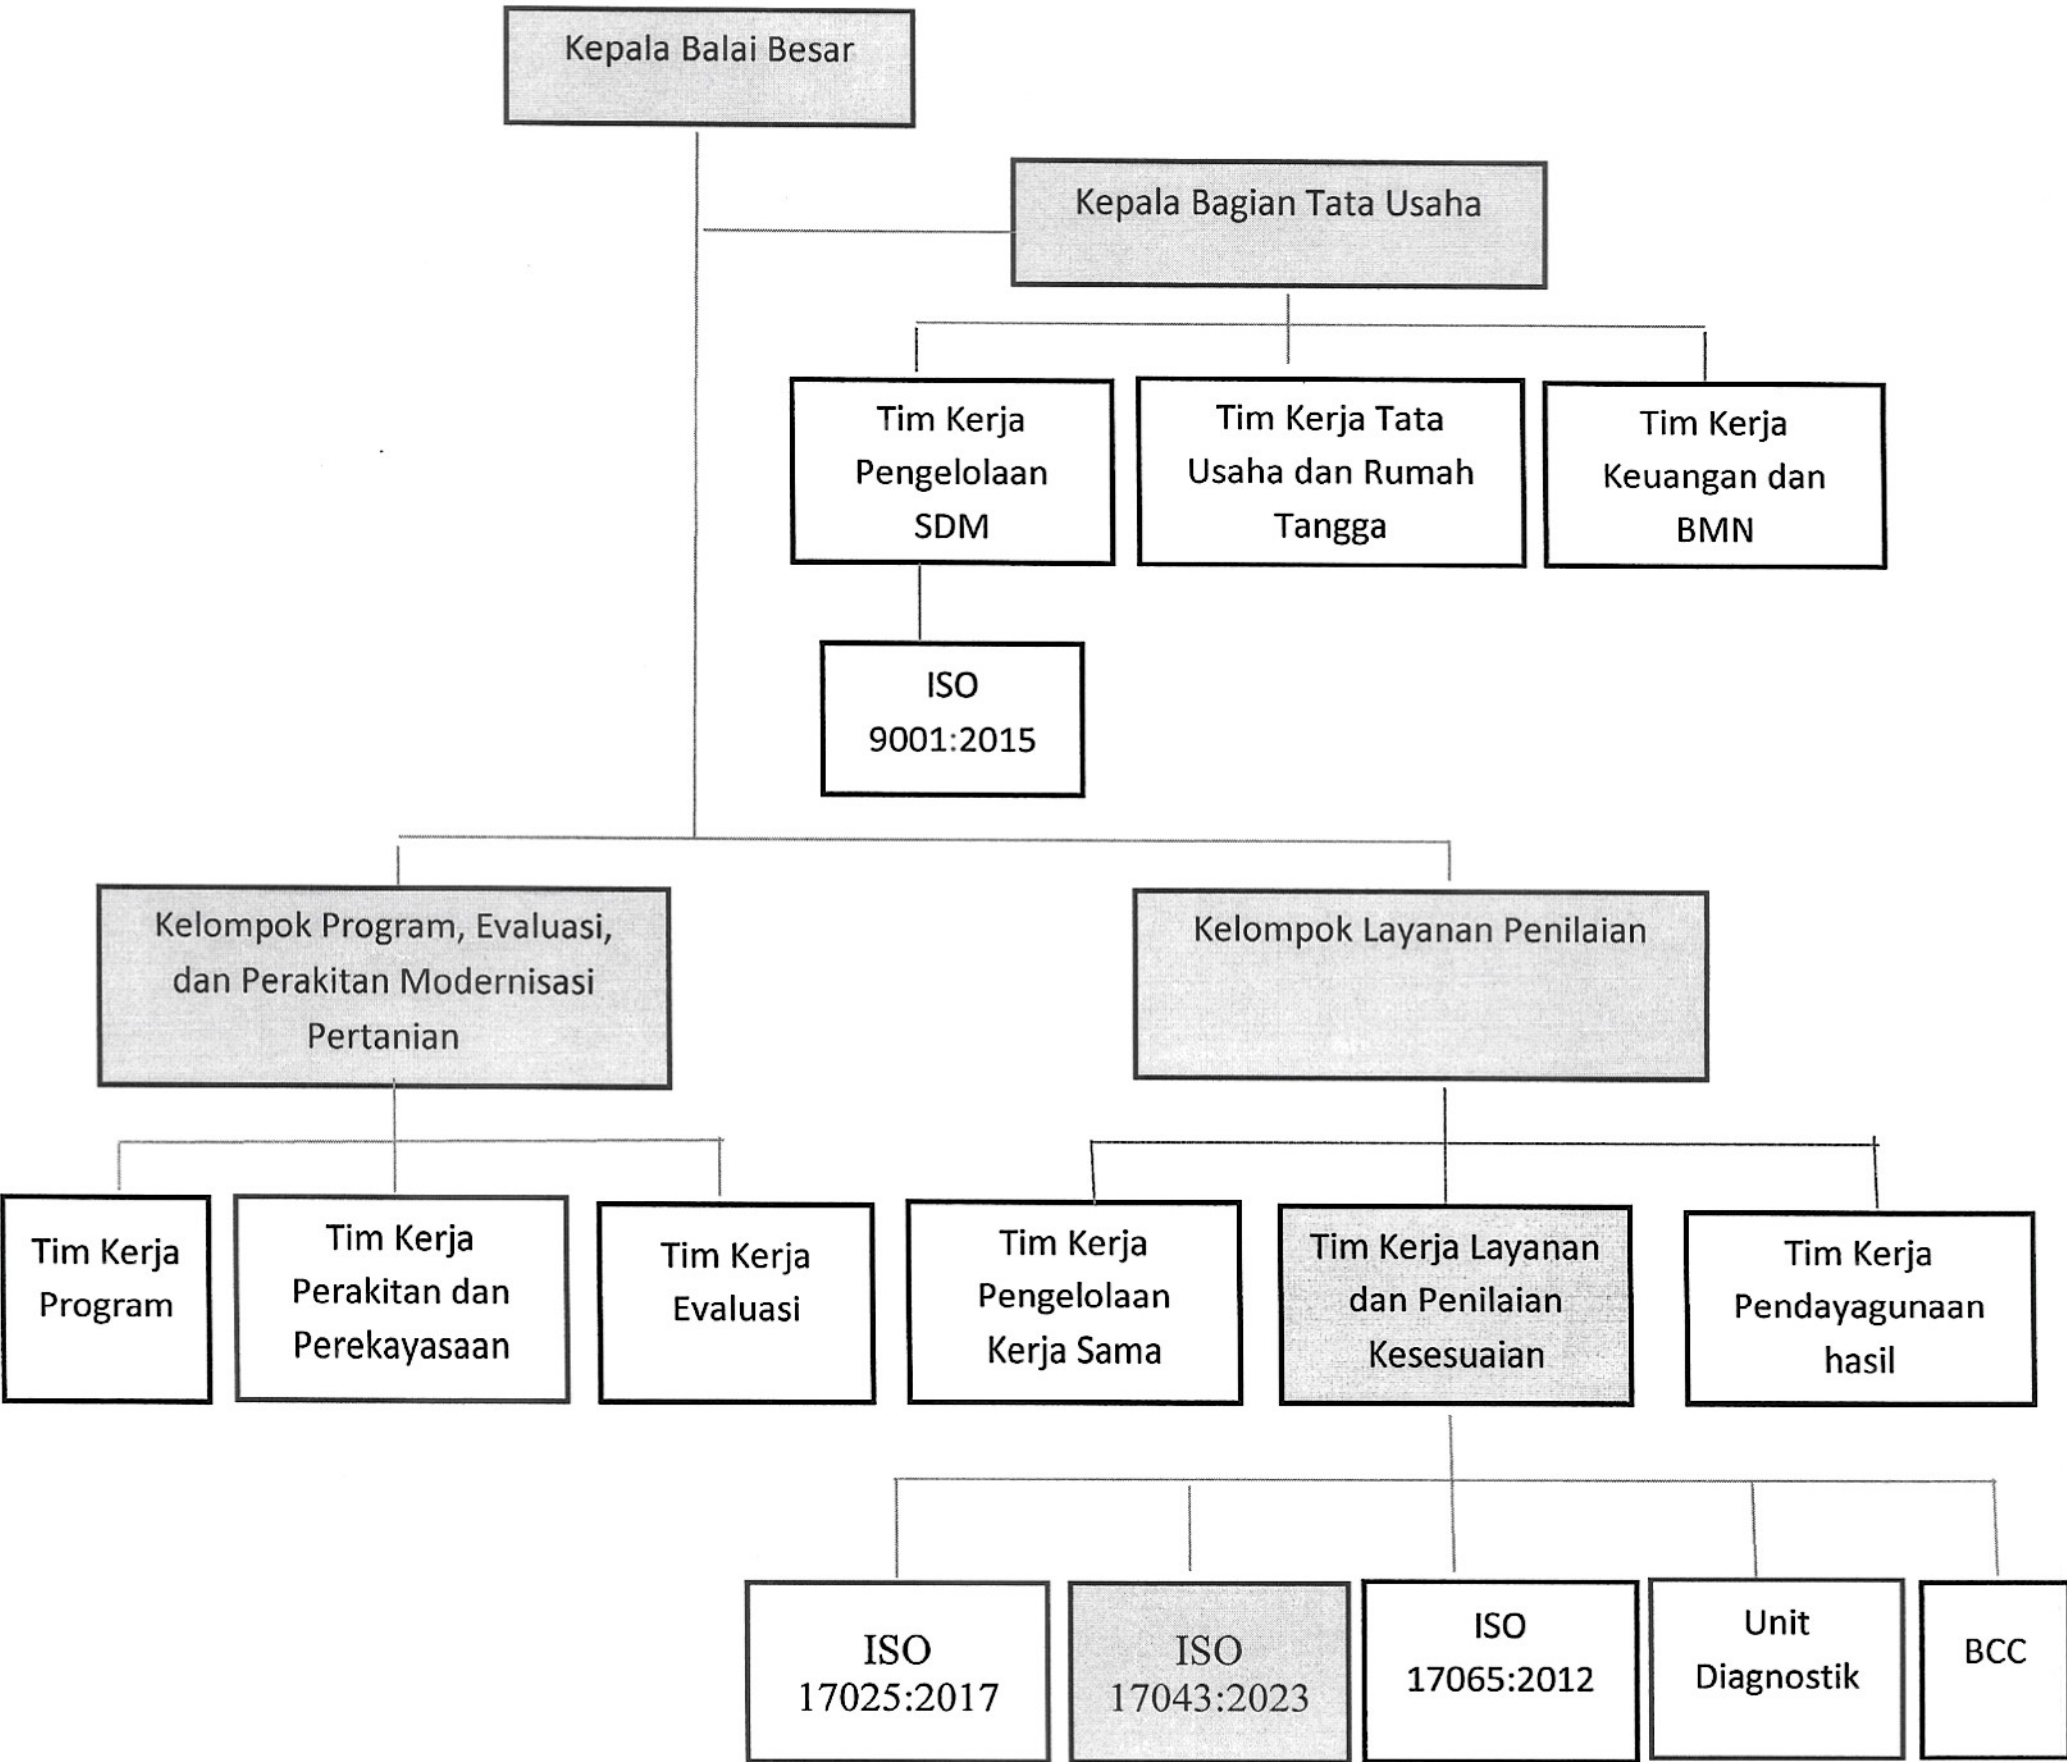 Kepala Balai Besar
Kepala Bagian Tata Usaha
Tim Kerja
Pengelolaan
SDM
Tim Kerja Tata
Usaha dan Rumah
Tangga
Tim Kerja
Keuangan dan
BMN
ISO
9001:2015
Kelompok Program, Evaluasi,
dan Perakitan Modernisasi
Pertanian
Kelompok Layanan Penilaian
Tim Kerja
Program
Tim Kerja
Perakitan dan
Perekayasaan
Tim Kerja
Evaluasi
Tim Kerja
Pengelolaan
Kerja Sama
Tim Kerja Layanan
dan Penilaian
Kesesuaian
Tim Kerja
Pendayagunaan
hasil
ISO
17025:2017
ISO
17043:2023
ISO
17065:2012
Unit
Diagnostik
BCC